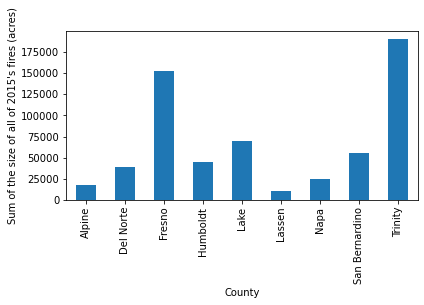 Sum of the size of all of 2015's fires (acres)
175000
150000
125000
100000
75000
50000
25000
0
Alpine
Del Norte
Fresno
Humboldt
Lake
Lassen
Napa
San Bernardino
Trinity
County